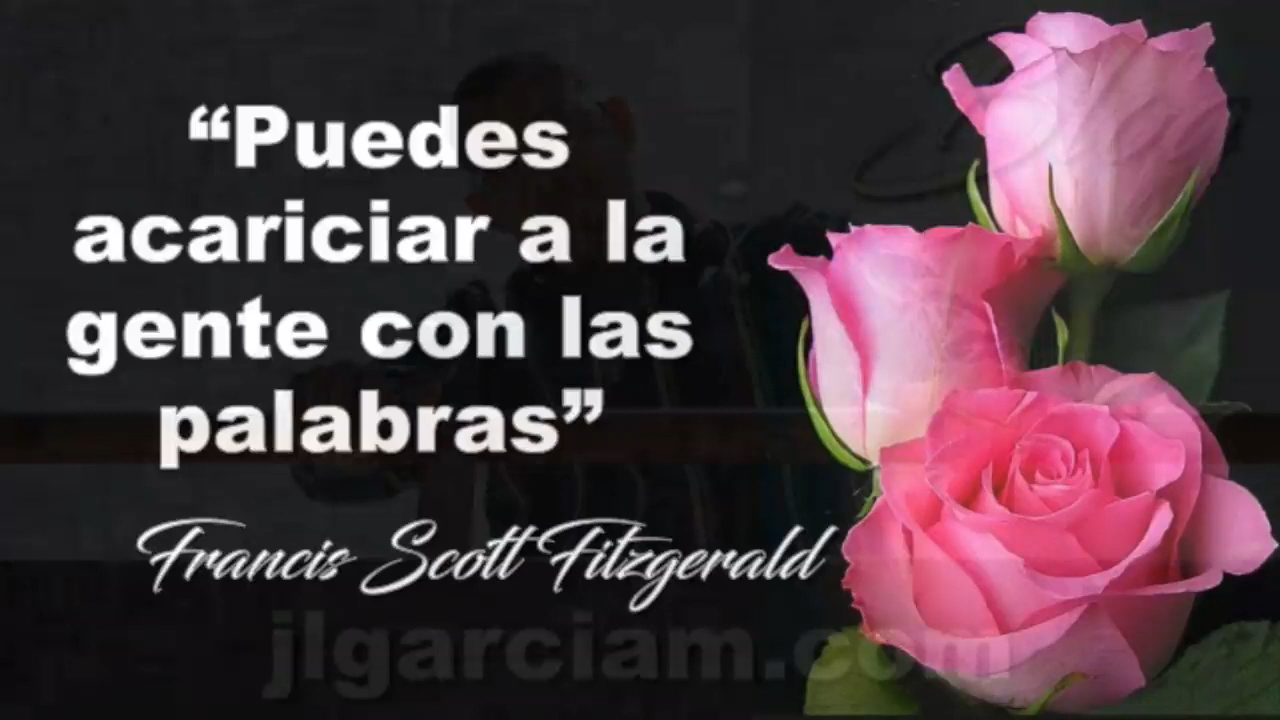 “Puedes
acariciar a la
gente con las
palabras”
Francis Scott Fitzgerald
jlgarciam.com